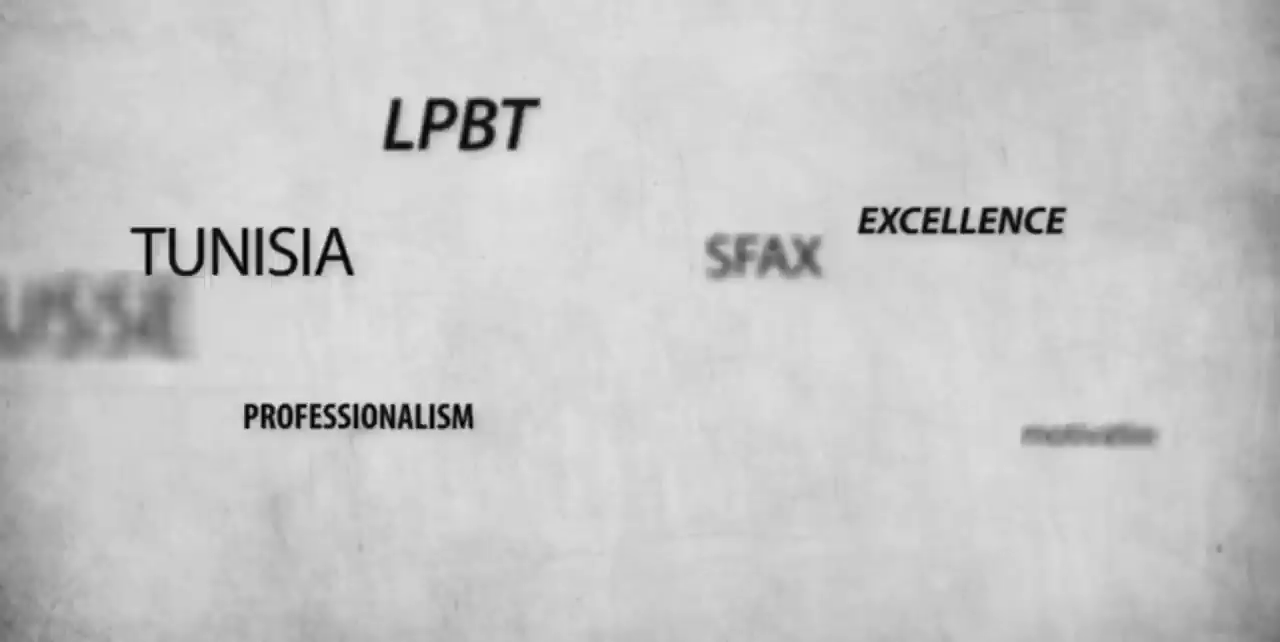 LPBT
EXCELLENCE
TUNISIA
SFAX
PROFESSIONALISM